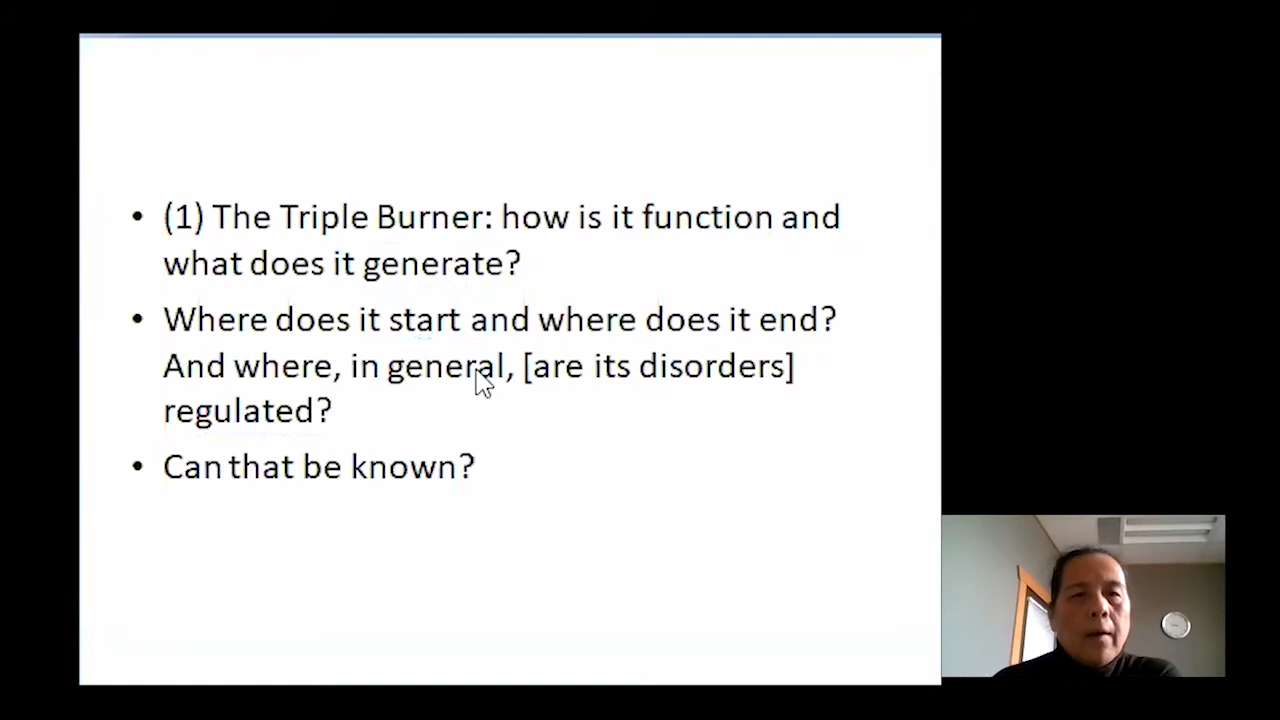 • (1) The Triple Burner: how is it function and
what does it generate?
• Where does it start and where does it end?
And where, in general, [are its disorders]
regulated?
• Can that be known?